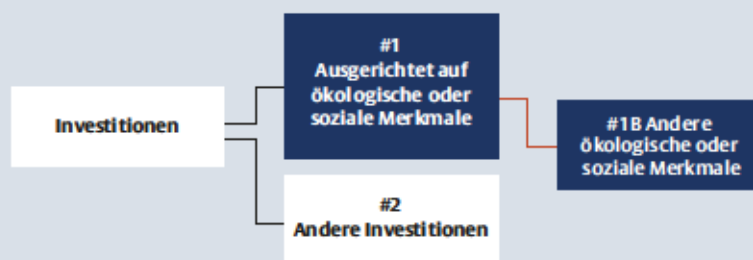 #1
Ausgerichtet auf
ökologische oder
soziale Merkmale
Investitionen
#1B Andere
ökologische oder
soziale Merkmale
#2
Andere Investitionen